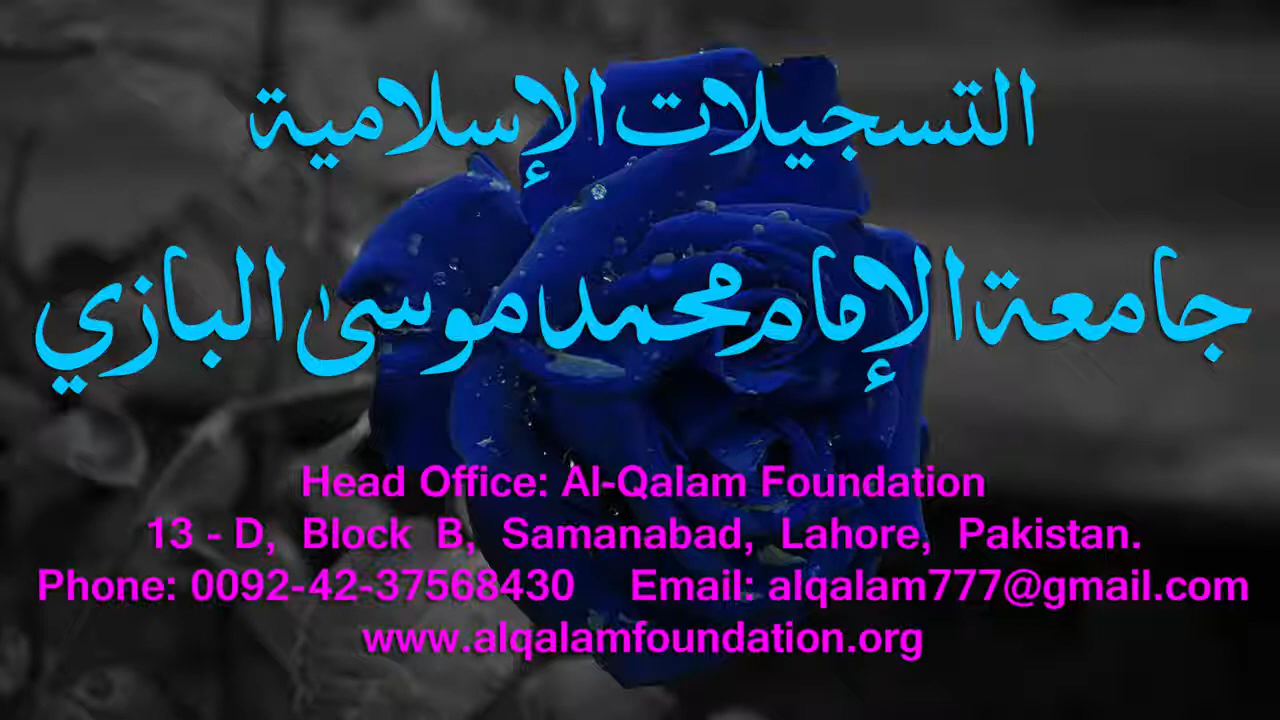 التسجيلات الإسلامية
جامعة الإمام محمد موسىٰ البازي
Head Office: Al-Qalam Foundation
13 - D, Block B, Samanabad, Lahore, Pakistan.
Phone: 0092-42-37568430 Email: alqalam777@gmail.com
www.alqalamfoundation.org